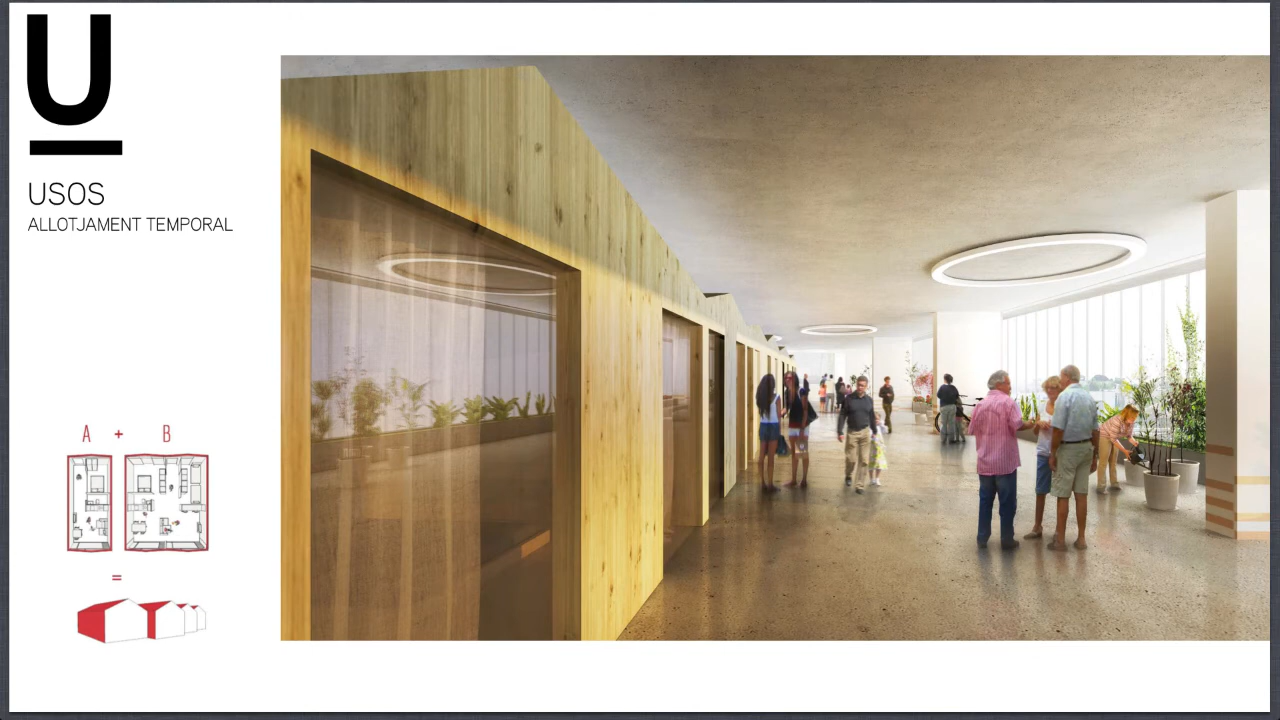 U
USOS
ALLOTJAMENT TEMPORAL
A + B
=